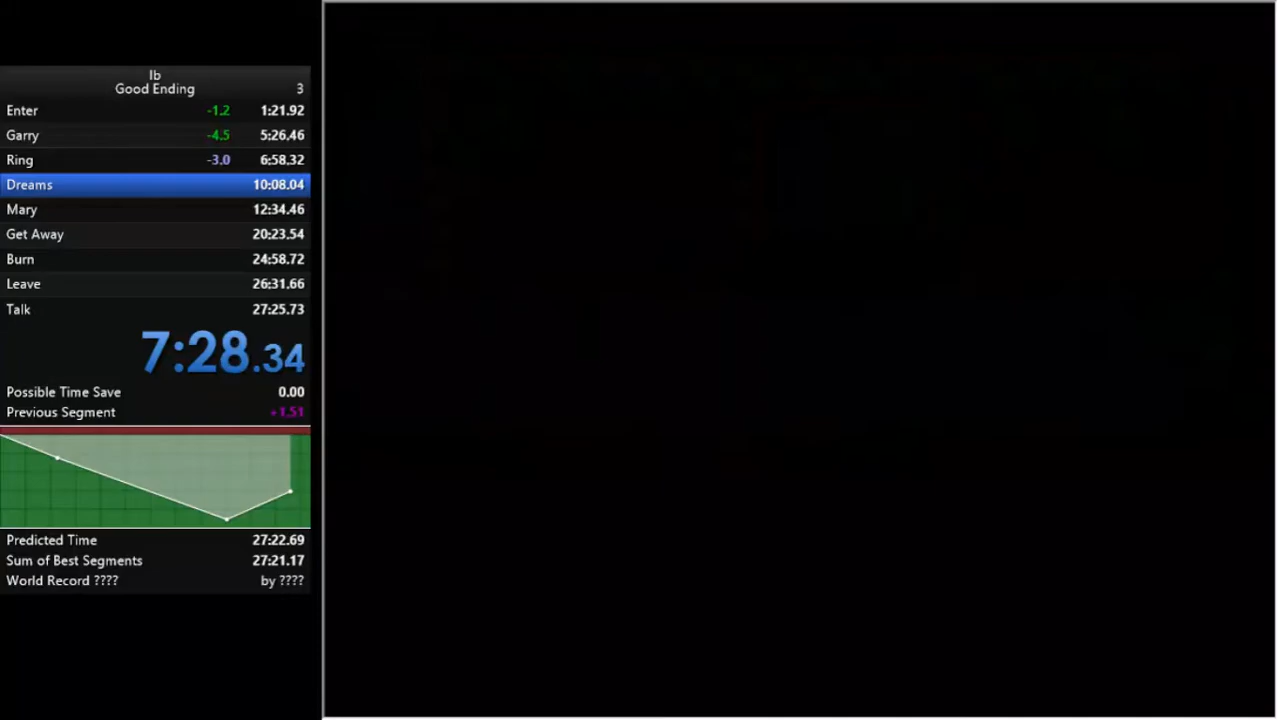 Ib
Good Ending 3
Enter -1.2 1:21.92
Garry -4.5 5:26.46
Ring -3.0 6:58.32
Dreams 10:08.04
Mary 12:34.46
Get Away 20:23.54
Burn 24:58.72
Leave 26:31.66
Talk 27:25.73
7:28.34
Possible Time Save 0.00
Previous Segment +1.51
Predicted Time 27:22.69
Sum of Best Segments 27:21.17
World Record ???? by ????